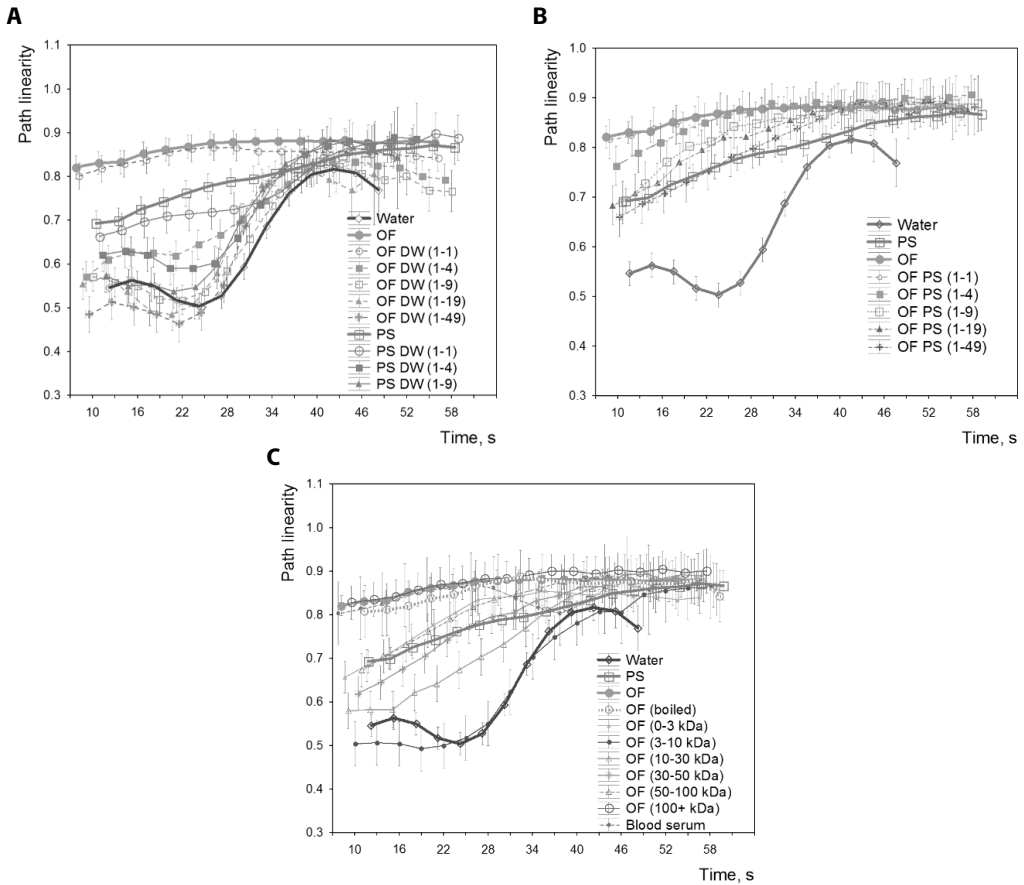 A
Path linearity
1.1
1.0
0.9
0.8
0.7
0.6
0.5
0.4
0.3
10 16 22 28 34 40 46 52 58
Time, s
Water
OF
OF DW (1-1)
OF DW (1-4)
OF DW (1-9)
OF DW (1-19)
OF DW (1-49)
PS
PS DW (1-1)
PS DW (1-4)
PS DW (1-9)
B
Path linearity
1.0
0.9
0.8
0.7
0.6
0.5
0.4
0.3
10 16 22 28 34 40 46 52 58
Time, s
Water
PS
OF
OF PS (1-1)
OF PS (1-4)
OF PS (1-9)
OF PS (1-19)
OF PS (1-49)
C
Path linearity
1.1
1.0
0.9
0.8
0.7
0.6
0.5
0.4
0.3
10 16 22 28 34 40 46 52 58
Time, s
Water
PS
OF
OF (boiled)
OF (0-3 kDa)
OF (3-10 kDa)
OF (10-30 kDa)
OF (30-50 kDa)
OF (50-100 kDa)
OF (100+ kDa)
Blood serum